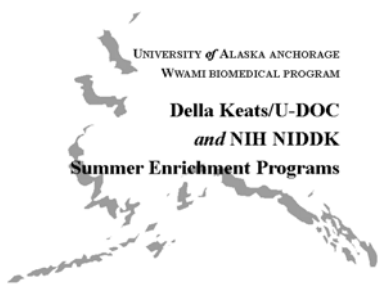 UNIVERSITY of ALASKA ANCHORAGE
WWAMI BIOMEDICAL PROGRAM
Della Keats/U-DOC
and NIH NIDDK
Summer Enrichment Programs